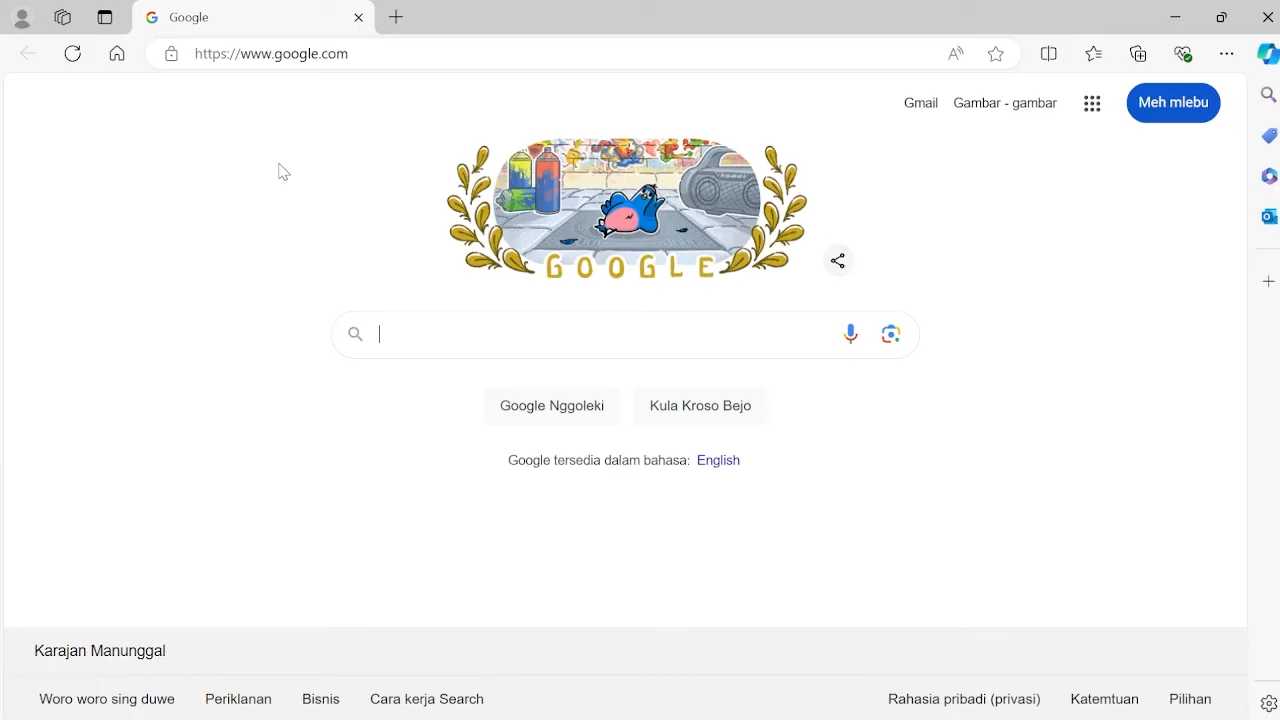 Google
https://www.google.com
Gmail
Gambar - gambar
Meh mlebu
GOOGLE
Google Nggoleki
Kula Kroso Bejo
Google tersedia dalam bahasa: English
Karajan Manunggal
Woro woro sing duwe
Periklanan
Bisnis
Cara kerja Search
Rahasia pribadi (privasi)
Katemtuan
Pilihan